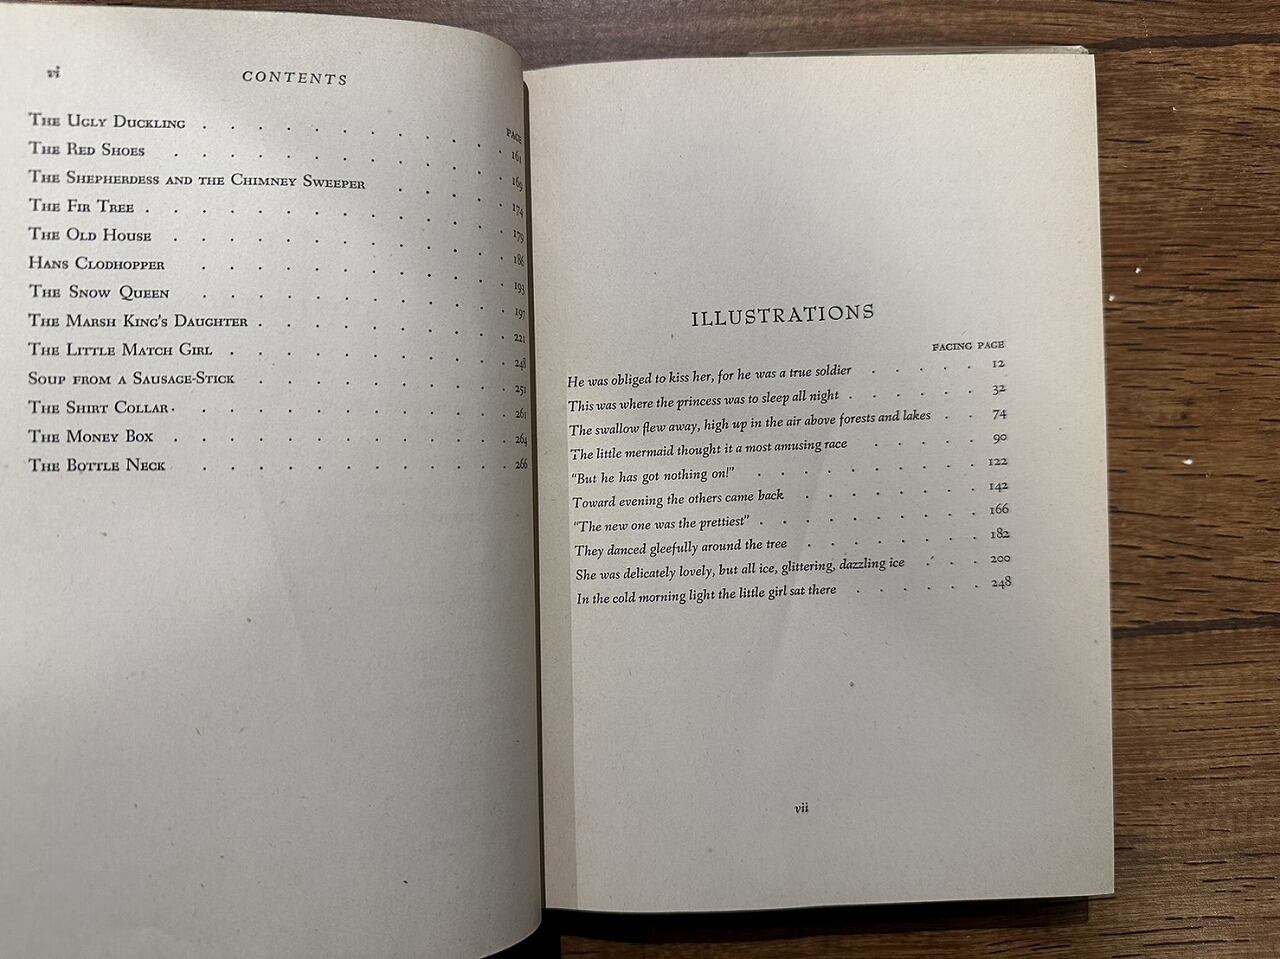 vi CONTENTS
PAGE
THE UGLY DUCKLING . . . . . . . . . . . 161
THE RED SHOES . . . . . . . . . . . . 169
THE SHEPHERDESS AND THE CHIMNEY SWEEPER . . . . 174
THE FIR TREE . . . . . . . . . . . . . 179
THE OLD HOUSE . . . . . . . . . . . . 186
HANS CLODHOPPER . . . . . . . . . . . 193
THE SNOW QUEEN . . . . . . . . . . . 197
THE MARSH KING'S DAUGHTER . . . . . . . . . 221
THE LITTLE MATCH GIRL . . . . . . . . . . 248
SOUP FROM A SAUSAGE-STICK . . . . . . . . . 251
THE SHIRT COLLAR . . . . . . . . . . . . 261
THE MONEY BOX . . . . . . . . . . . . 264
THE BOTTLE NECK . . . . . . . . . . . 266
ILLUSTRATIONS
FACING PAGE
He was obliged to kiss her, for he was a true soldier . . . . . 12
This was where the princess was to sleep all night . . . . . 32
The swallow flew away, high up in the air above forests and lakes . . 74
The little mermaid thought it a most amusing race . . . . . 90
"But he has got nothing on!" . . . . . . . . . 122
Toward evening the others came back . . . . . . . 142
"The new one was the prettiest" . . . . . . . . . 166
They danced gleefully around the tree . . . . . . . 182
She was delicately lovely, but all ice, glittering, dazzling ice . . . 200
In the cold morning light the little girl sat there . . . . . 248
vii